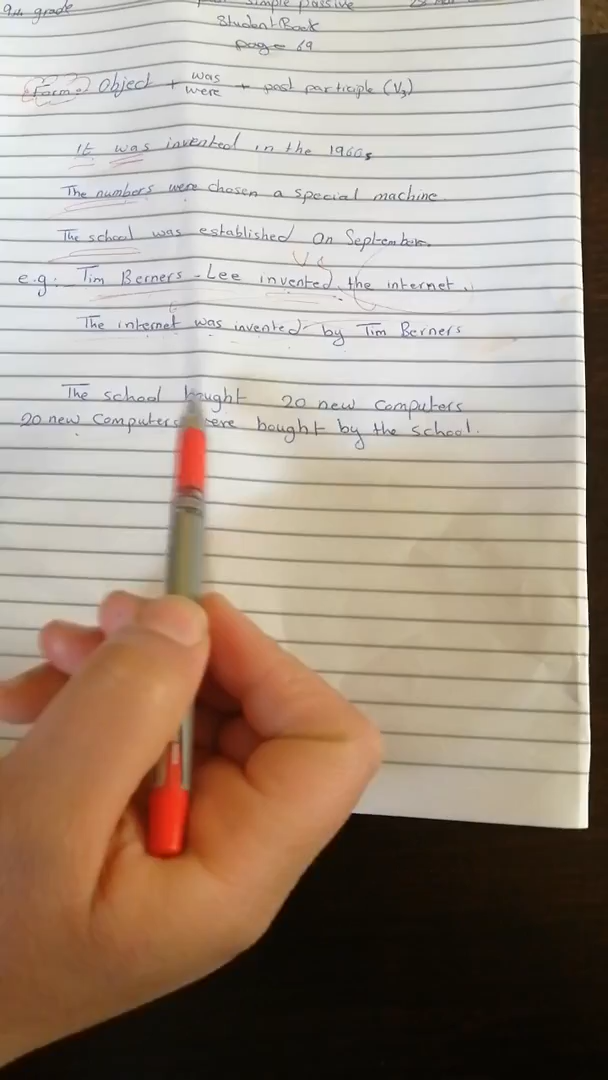 9th grade simple passive
Student Book
page 69
Form: Object + was
were + past participle (V3)
It was invented in the 1960s
The numbers were chosen a special machine
The school was established on September.
V S
e.g:- Tim Berners-Lee invented the internet.
The internet was invented by Tim Berners
The school bought 20 new computers
20 new computers were bought by the school.